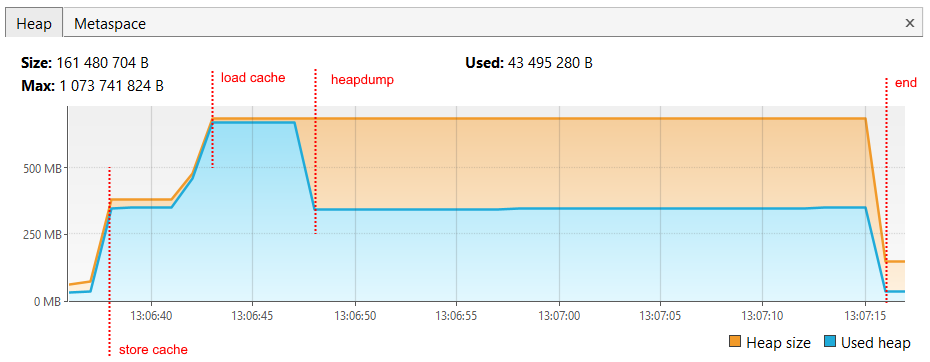 Heap Metaspace ×
Size: 161 480 704 B Used: 43 495 280 B
Max: 1 073 741 824 B
load cache
heapdump
end
500 MB
250 MB
0 MB
13:06:40 13:06:45 13:06:50 13:06:55 13:07:00 13:07:05 13:07:10 13:07:15
store cache
Heap size Used heap